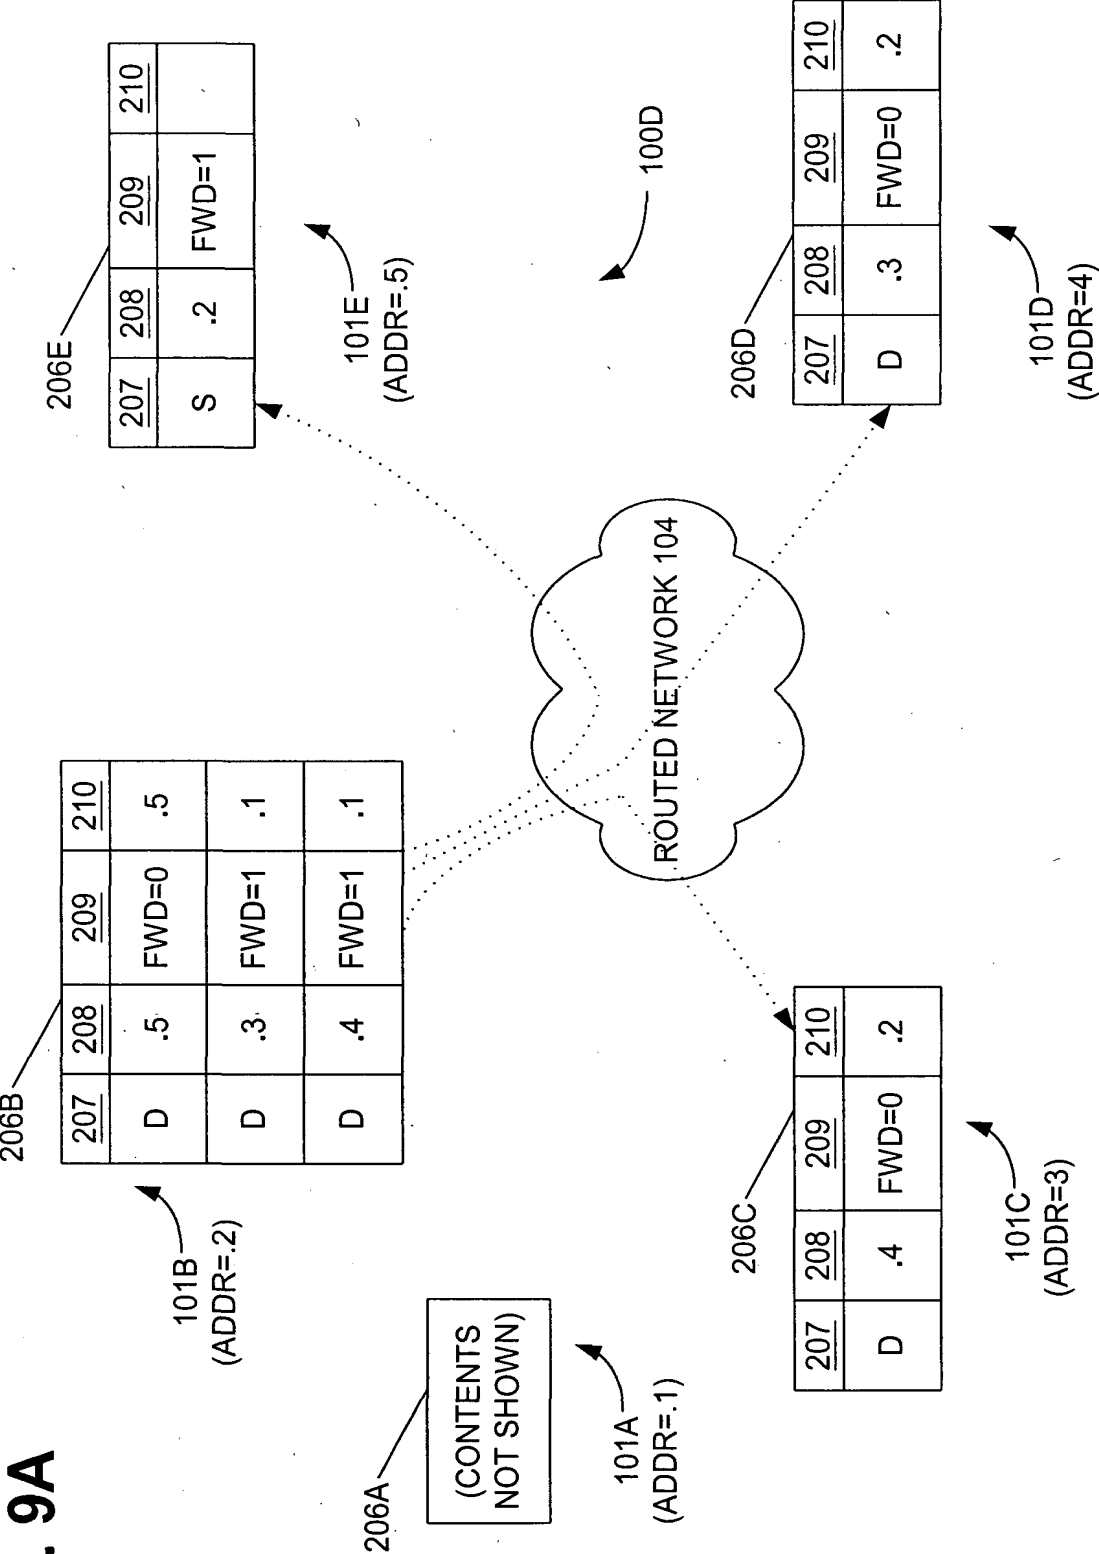 . 9A
206A
(CONTENTS
NOT SHOWN)
101A
(ADDR=.1)
206B
207 208 209 210
D .5 FWD=0 .5
D .3 FWD=1 .1
D .4 FWD=1 .1
101B
(ADDR=.2)
206E
207 208 209 210
S .2 FWD=1
101E
(ADDR=.5)
100D
ROUTED NETWORK 104
206C
207 208 209 210
D .4 FWD=0 .2
101C
(ADDR=3)
206D
207 208 209 210
D .3 FWD=0 .2
101D
(ADDR=4)